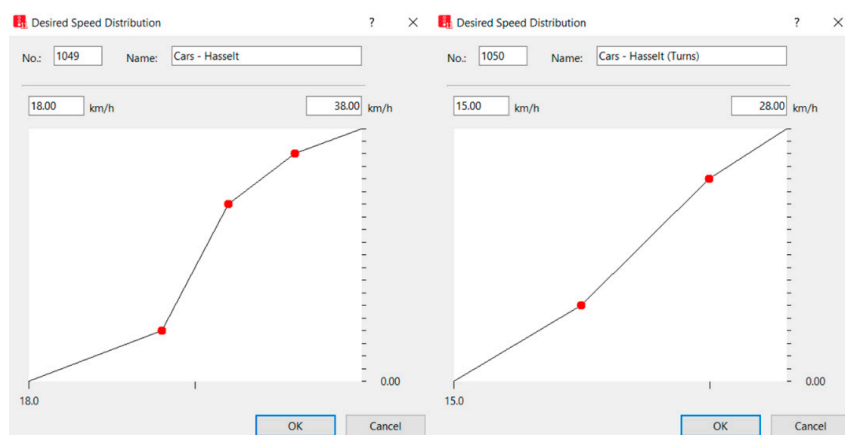 Desired Speed Distribution ? ×
No.: 1049 Name: Cars - Hasselt
18.00 km/h 38.00 km/h
0.00
18.0
OK Cancel
Desired Speed Distribution ? ×
No.: 1050 Name: Cars - Hasselt (Turns)
15.00 km/h 28.00 km/h
0.00
15.0
OK Cancel